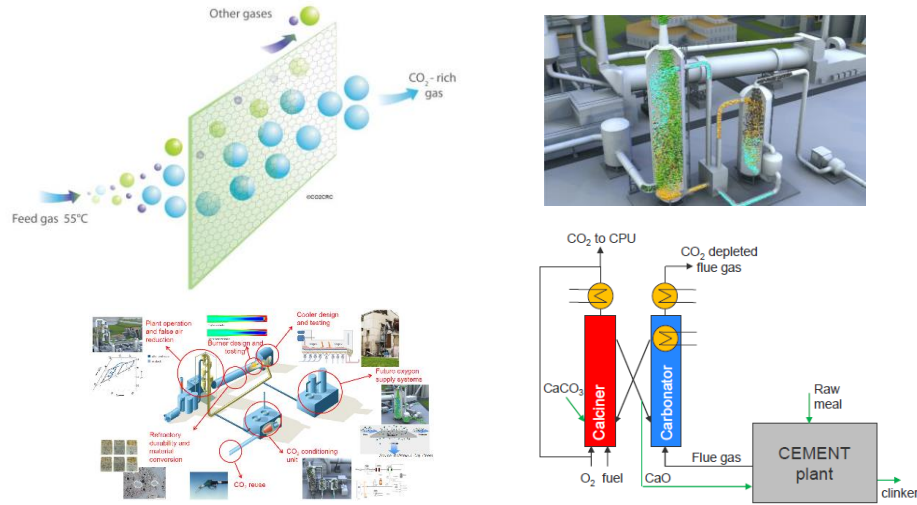 Other gases
CO2- rich
gas
©CO2CRC
Feed gas 55°C
Plant operation
and false air
reduction
Burner design and
testing
Cooler design
and testing
Future oxygen
supply systems
Refractory
durability and
material
conversion
CO2 conditioning
unit
CO2 reuse
CO2 to CPU
CO2 depleted
flue gas
CaCO3
Calciner
Carbonator
Raw
meal
Flue gas
CEMENT
plant
O2 fuel
CaO
clinker